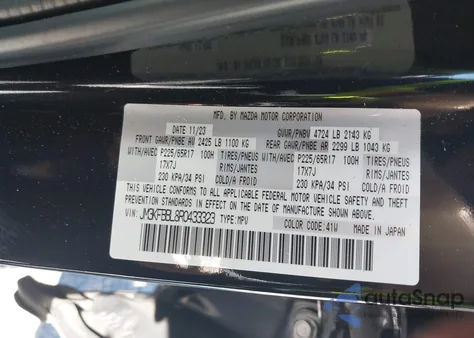 MFD. BY MAZDA MOTOR CORPORATION
DATE 11/23 GVWR/PNBV 4724 LB 2143 KG
FRONT GAWR/PNBE AV 2425 LB 1100 KG REAR GAWR/PNBE AR 2299 LB 1043 KG
WITH/AVEC P225/65R17 100H TIRES/PNEUS WITH/AVEC P225/65R17 100H TIRES/PNEUS
17X7J RIMS/JANTES 17X7J RIMS/JANTES
230 KPA/34 PSI COLD/A FROID 230 KPA/34 PSI COLD/A FROID
THIS VEHICLE CONFORMS TO ALL APPLICABLE FEDERAL MOTOR VEHICLE SAFETY, BUMPER, AND THEFT
PREVENTION STANDARDS IN EFFECT ON THE DATE OF MANUFACTURE SHOWN ABOVE.
VIN: JM3KFBBL8R0433323 TYPE: MPV COLOR CODE: 41W MADE IN JAPAN
autoSnap